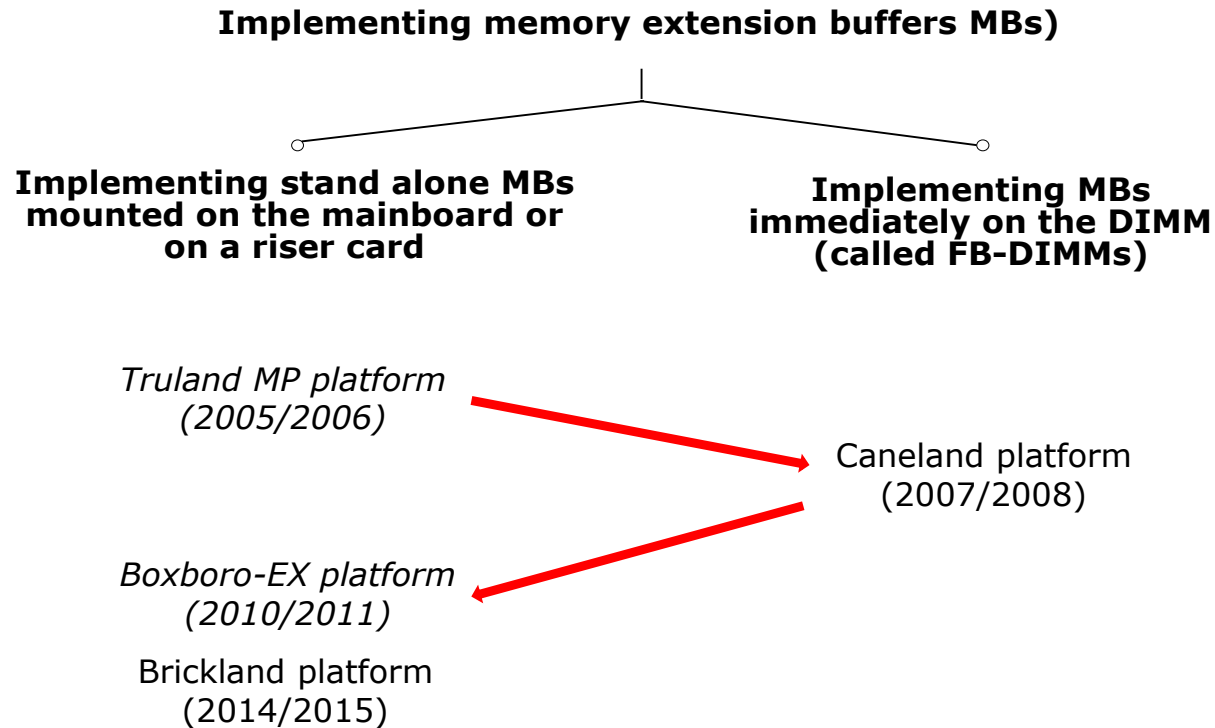 Implementing memory extension buffers MBs)
Implementing stand alone MBs
mounted on the mainboard or
on a riser card
Implementing MBs
immediately on the DIMM
(called FB-DIMMs)
Truland MP platform
(2005/2006)
Caneland platform
(2007/2008)
Boxboro-EX platform
(2010/2011)
Brickland platform
(2014/2015)